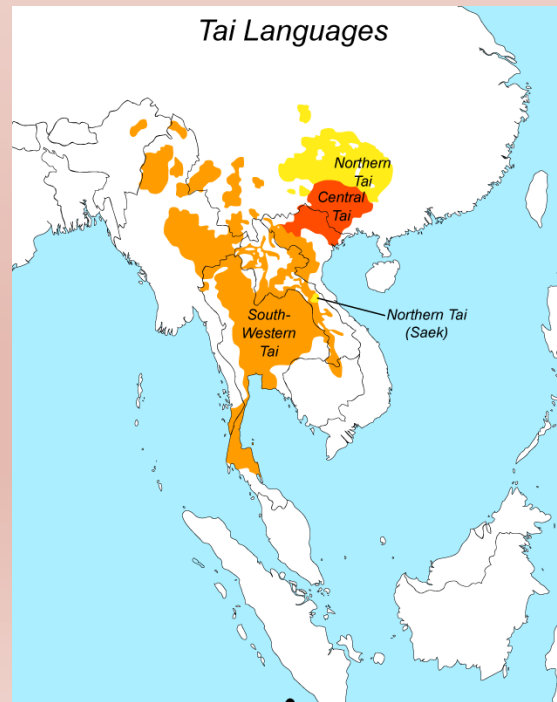 Tai Languages
Northern
Tai
Central
Tai
Northern Tai
(Saek)
South-
Western
Tai